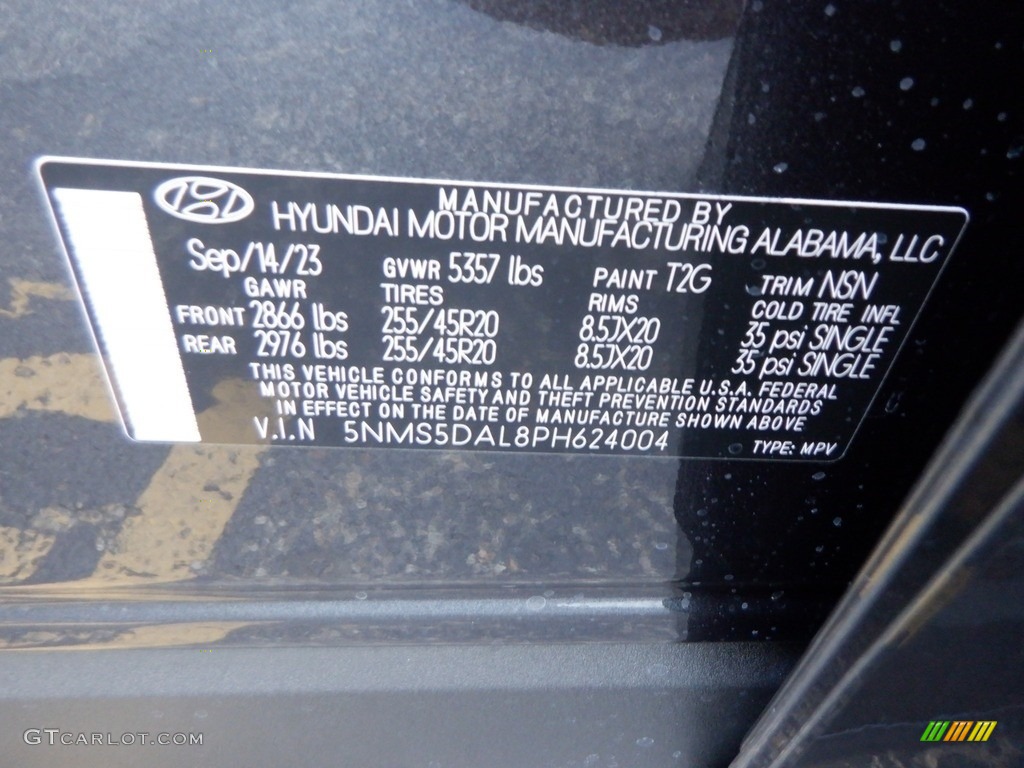 MANUFACTURED BY
HYUNDAI MOTOR MANUFACTURING ALABAMA, LLC
Sep/14/23 GVWR 5357 lbs PAINT T2G TRIM NSN
GAWR TIRES RIMS COLD TIRE INFL
FRONT 2866 lbs 255/45R20 8.5JX20 35 psi SINGLE
REAR 2976 lbs 255/45R20 8.5JX20 35 psi SINGLE
THIS VEHICLE CONFORMS TO ALL APPLICABLE U.S.A. FEDERAL
MOTOR VEHICLE SAFETY AND THEFT PREVENTION STANDARDS
IN EFFECT ON THE DATE OF MANUFACTURE SHOWN ABOVE
V.I.N 5NMS5DAL8PH624004 TYPE: MPV
GTCARLOT.COM